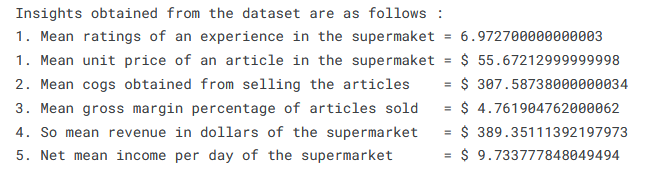 Insights obtained from the dataset are as follows :
1. Mean ratings of an experience in the supermaket = 6.972700000000003
1. Mean unit price of an article in the supermaket = $ 55.67212999999998
2. Mean cogs obtained from selling the articles = $ 307.58738000000034
3. Mean gross margin percentage of articles sold = $ 4.761904762000062
4. So mean revenue in dollars of the supermarket = $ 389.35111392197973
5. Net mean income per day of the supermarket = $ 9.733777848049494